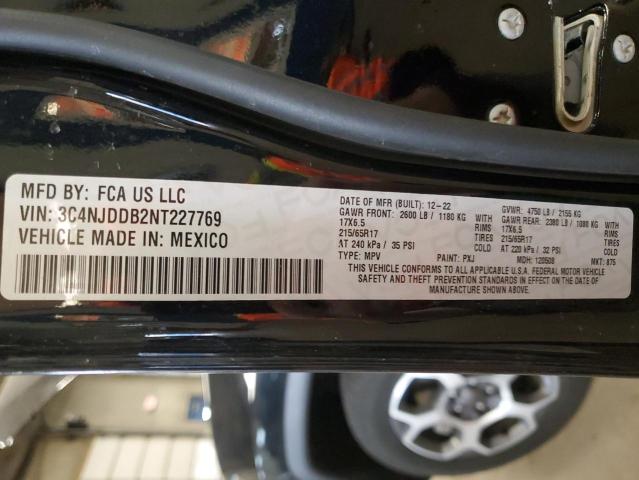 MFD BY: FCA US LLC
VIN: 3C4NJDDB2NT227769
VEHICLE MADE IN: MEXICO
DATE OF MFR (BUILT): 12-22
GAWR FRONT: 2600 LB / 1180 KG
17X6.5 RIMS
215/65R17 TIRES
AT 240 kPa / 35 PSI COLD
TYPE: MPV
GVWR: 4750 LB / 2155 KG
GAWR REAR: 2380 LB / 1080 KG
17X6.5 RIMS
215/65R17 TIRES
AT 220 kPa / 32 PSI COLD
PAINT: PXJ
MDH: 120508
MKT: 875
THIS VEHICLE CONFORMS TO ALL APPLICABLE U.S.A. FEDERAL MOTOR VEHICLE
SAFETY AND THEFT PREVENTION STANDARDS IN EFFECT ON THE DATE OF
MANUFACTURE SHOWN ABOVE.